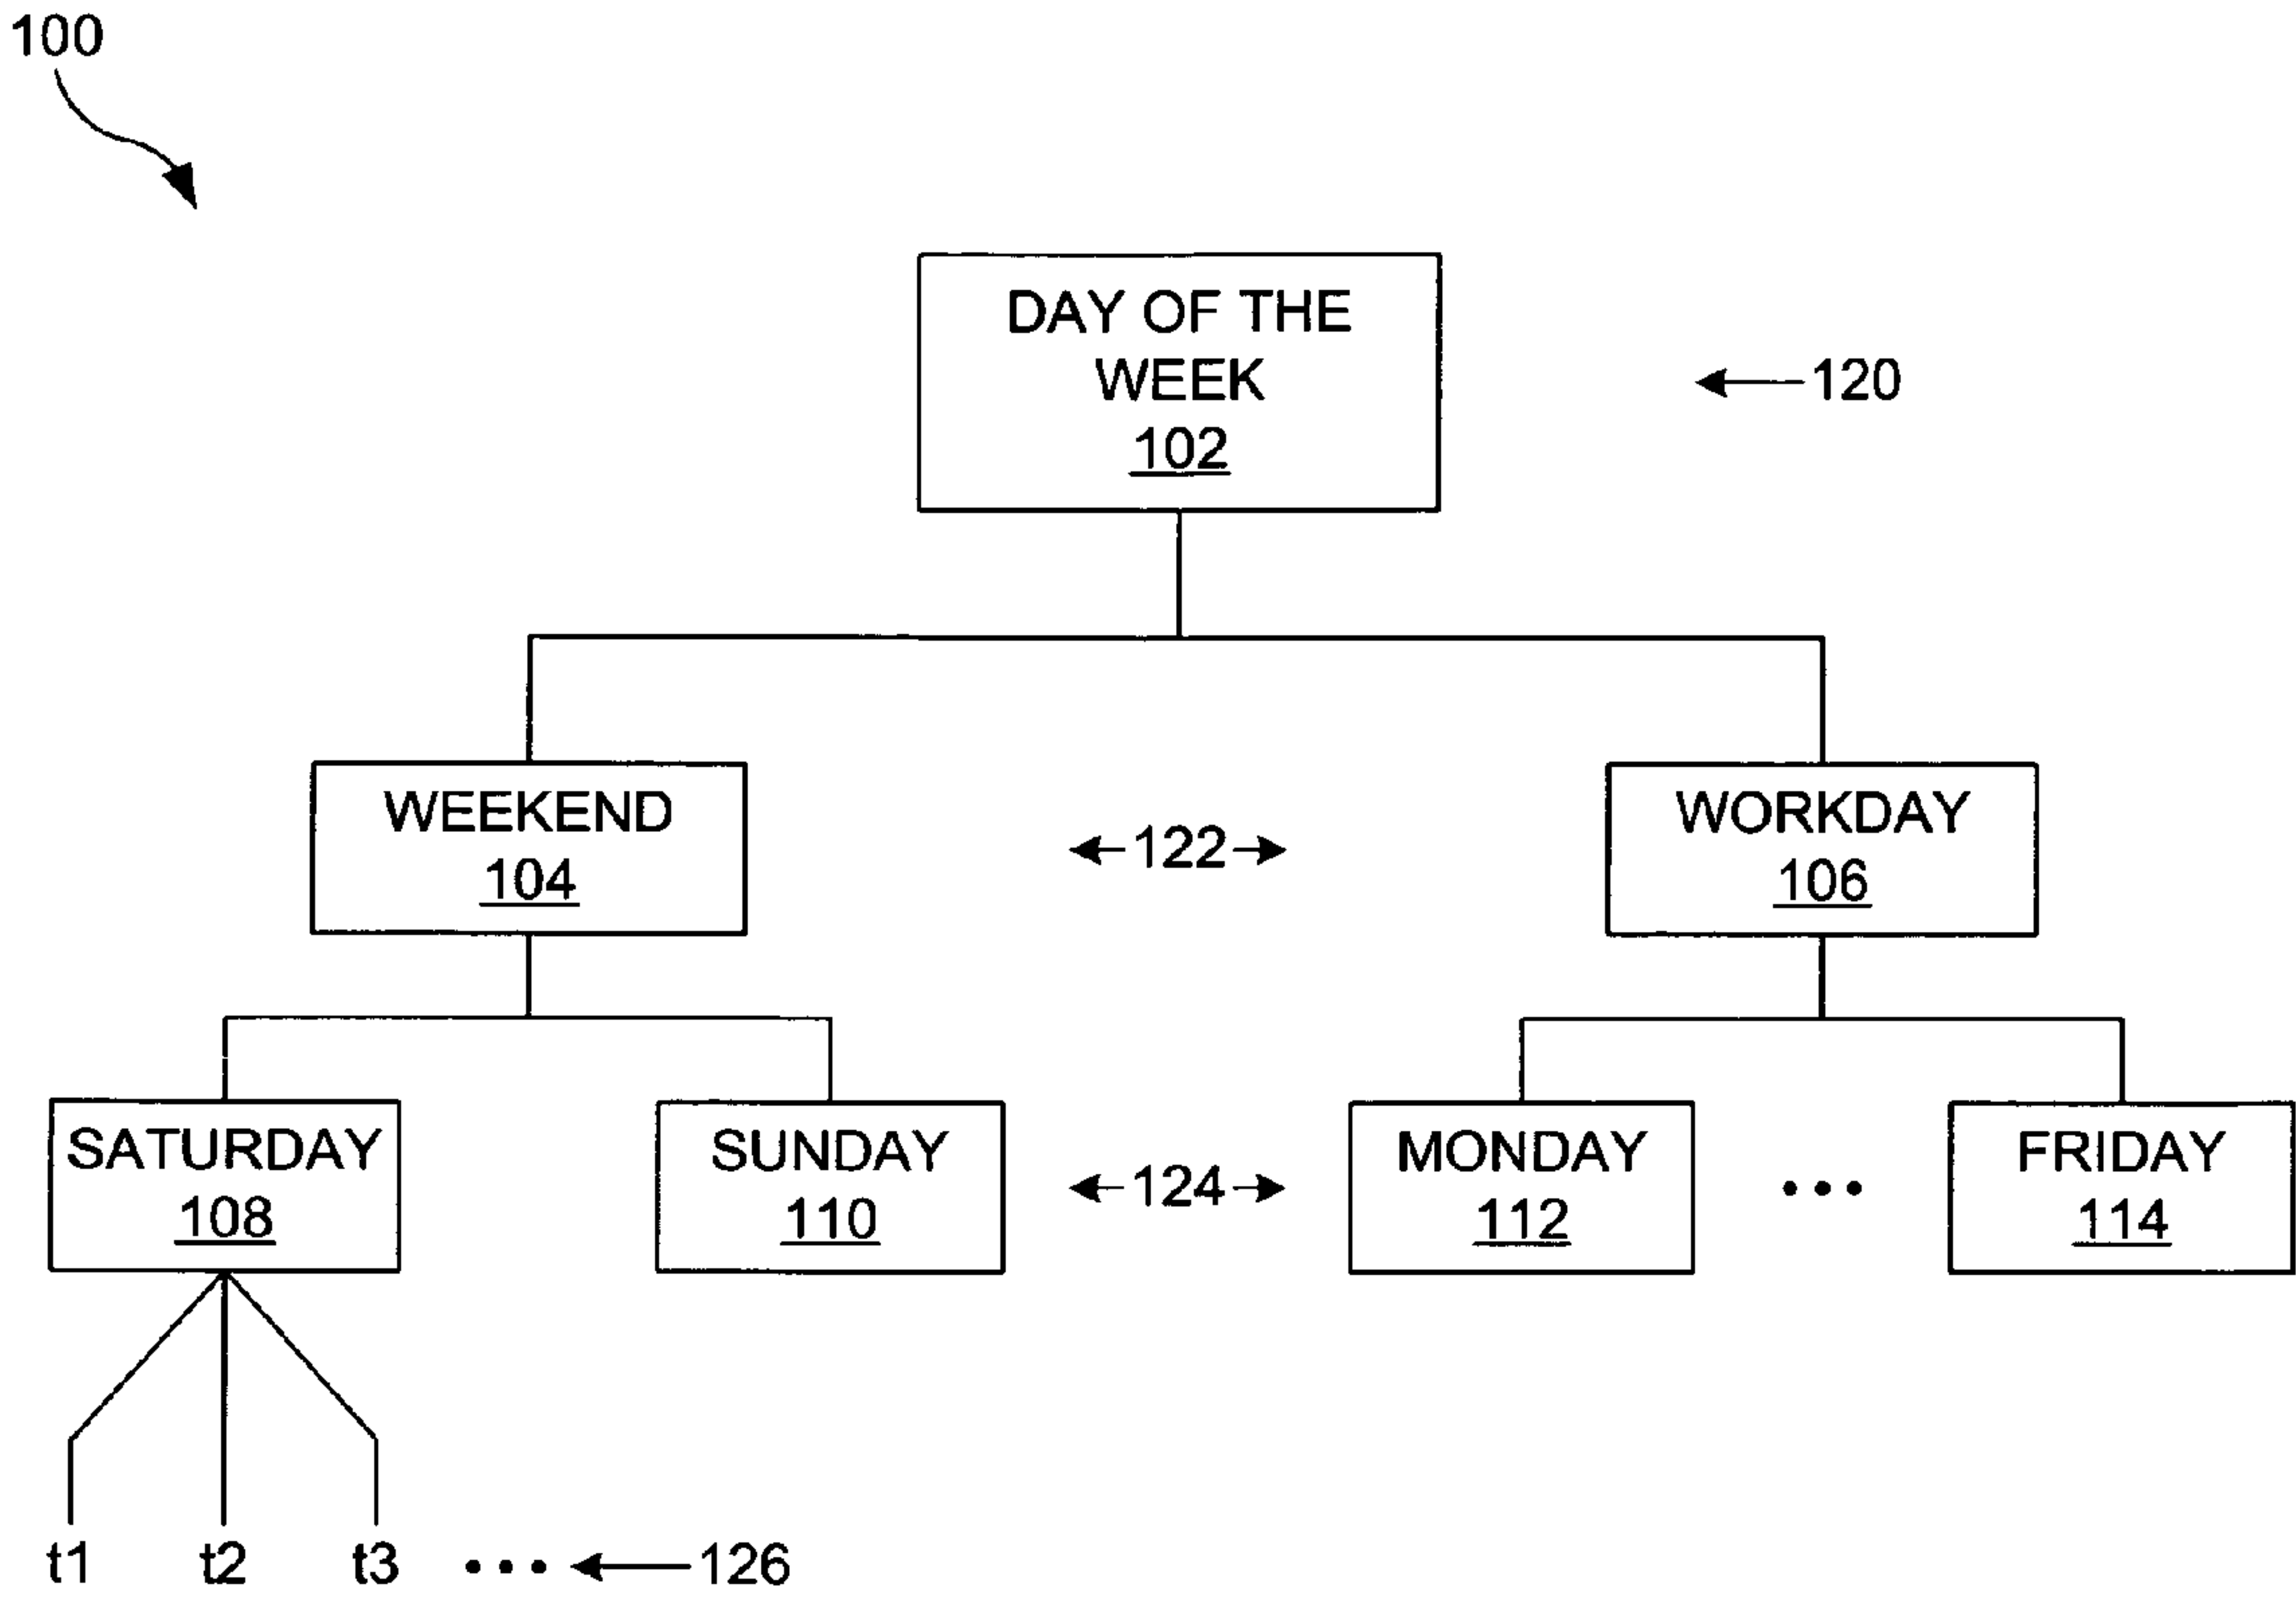 100
DAY OF THE
WEEK
102
120
WEEKEND
104
122
WORKDAY
106
SATURDAY
108
SUNDAY
110
124
MONDAY
112
•••
FRIDAY
114
t1 t2 t3 ••• 126